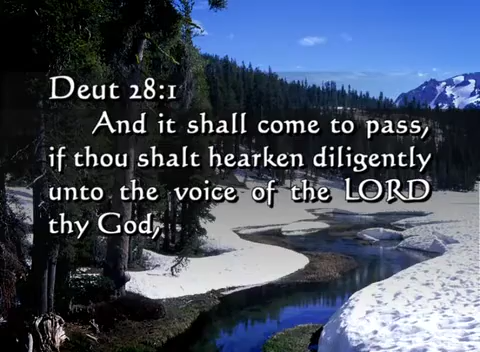 Deut 28:1
And it shall come to pass,
if thou shalt hearken diligently
unto the voice of the LORD
thy God,